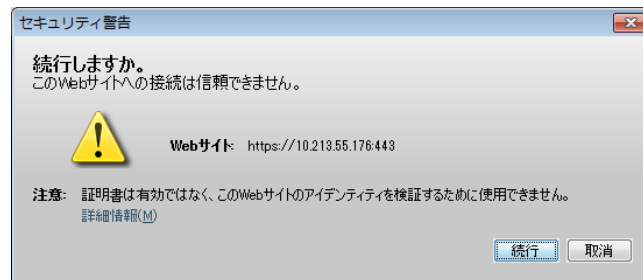 セキュリティ警告
続行しますか。
このWebサイトへの接続は信頼できません。
Webサイト: https://10.213.55.176:443
注意: 証明書は有効ではなく、このWebサイトのアイデンティティを検証するために使用できません。
詳細情報(M)
続行 取消